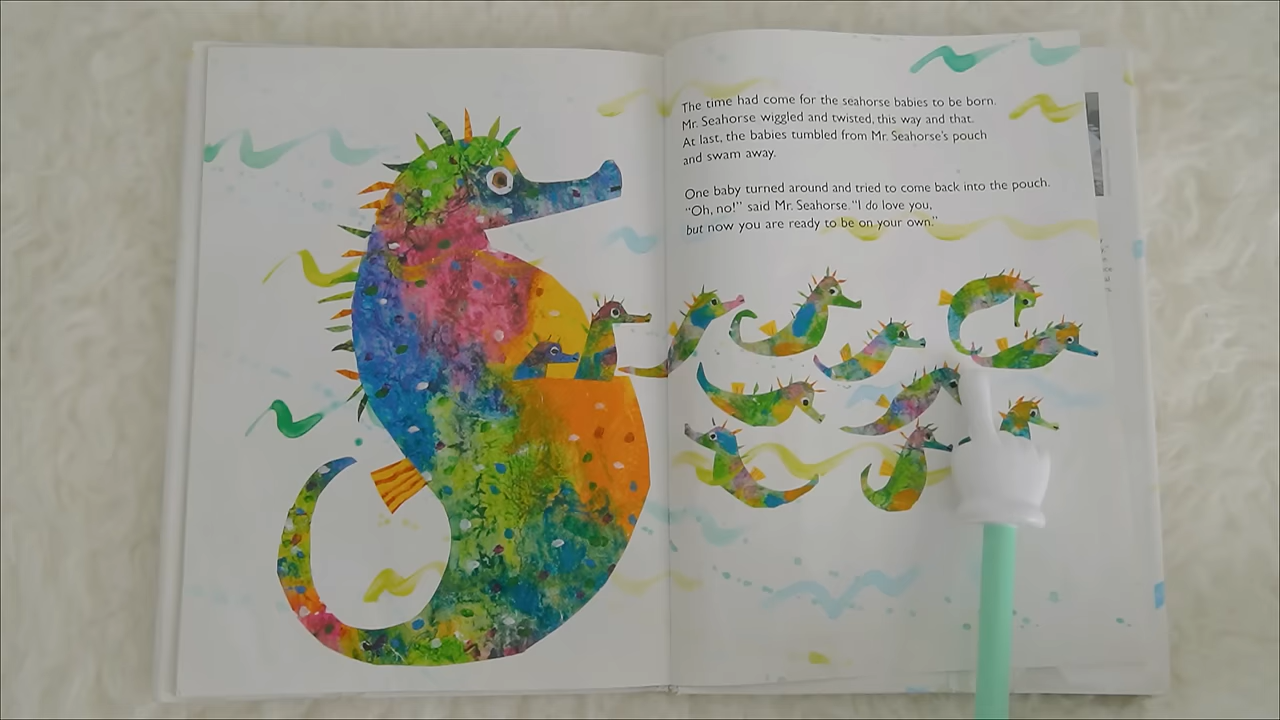 The time had come for the seahorse babies to be born.
Mr. Seahorse wiggled and twisted, this way and that.
At last, the babies tumbled from Mr. Seahorse's pouch
and swam away.
One baby turned around and tried to come back into the pouch.
"Oh, no!" said Mr. Seahorse. "I do love you,
but now you are ready to be on your own."